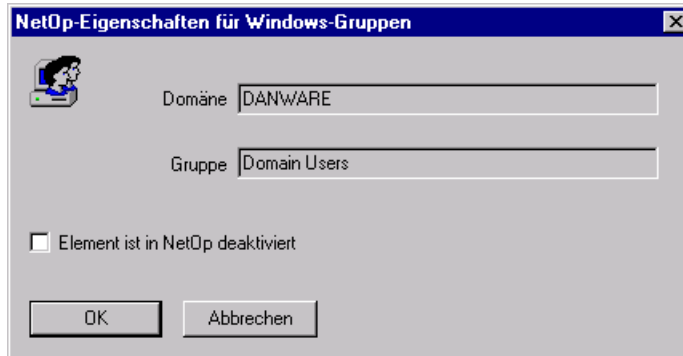 NetOp-Eigenschaften für Windows-Gruppen
Domäne DANWARE
Gruppe Domain Users
Element ist in NetOp deaktiviert
OK Abbrechen